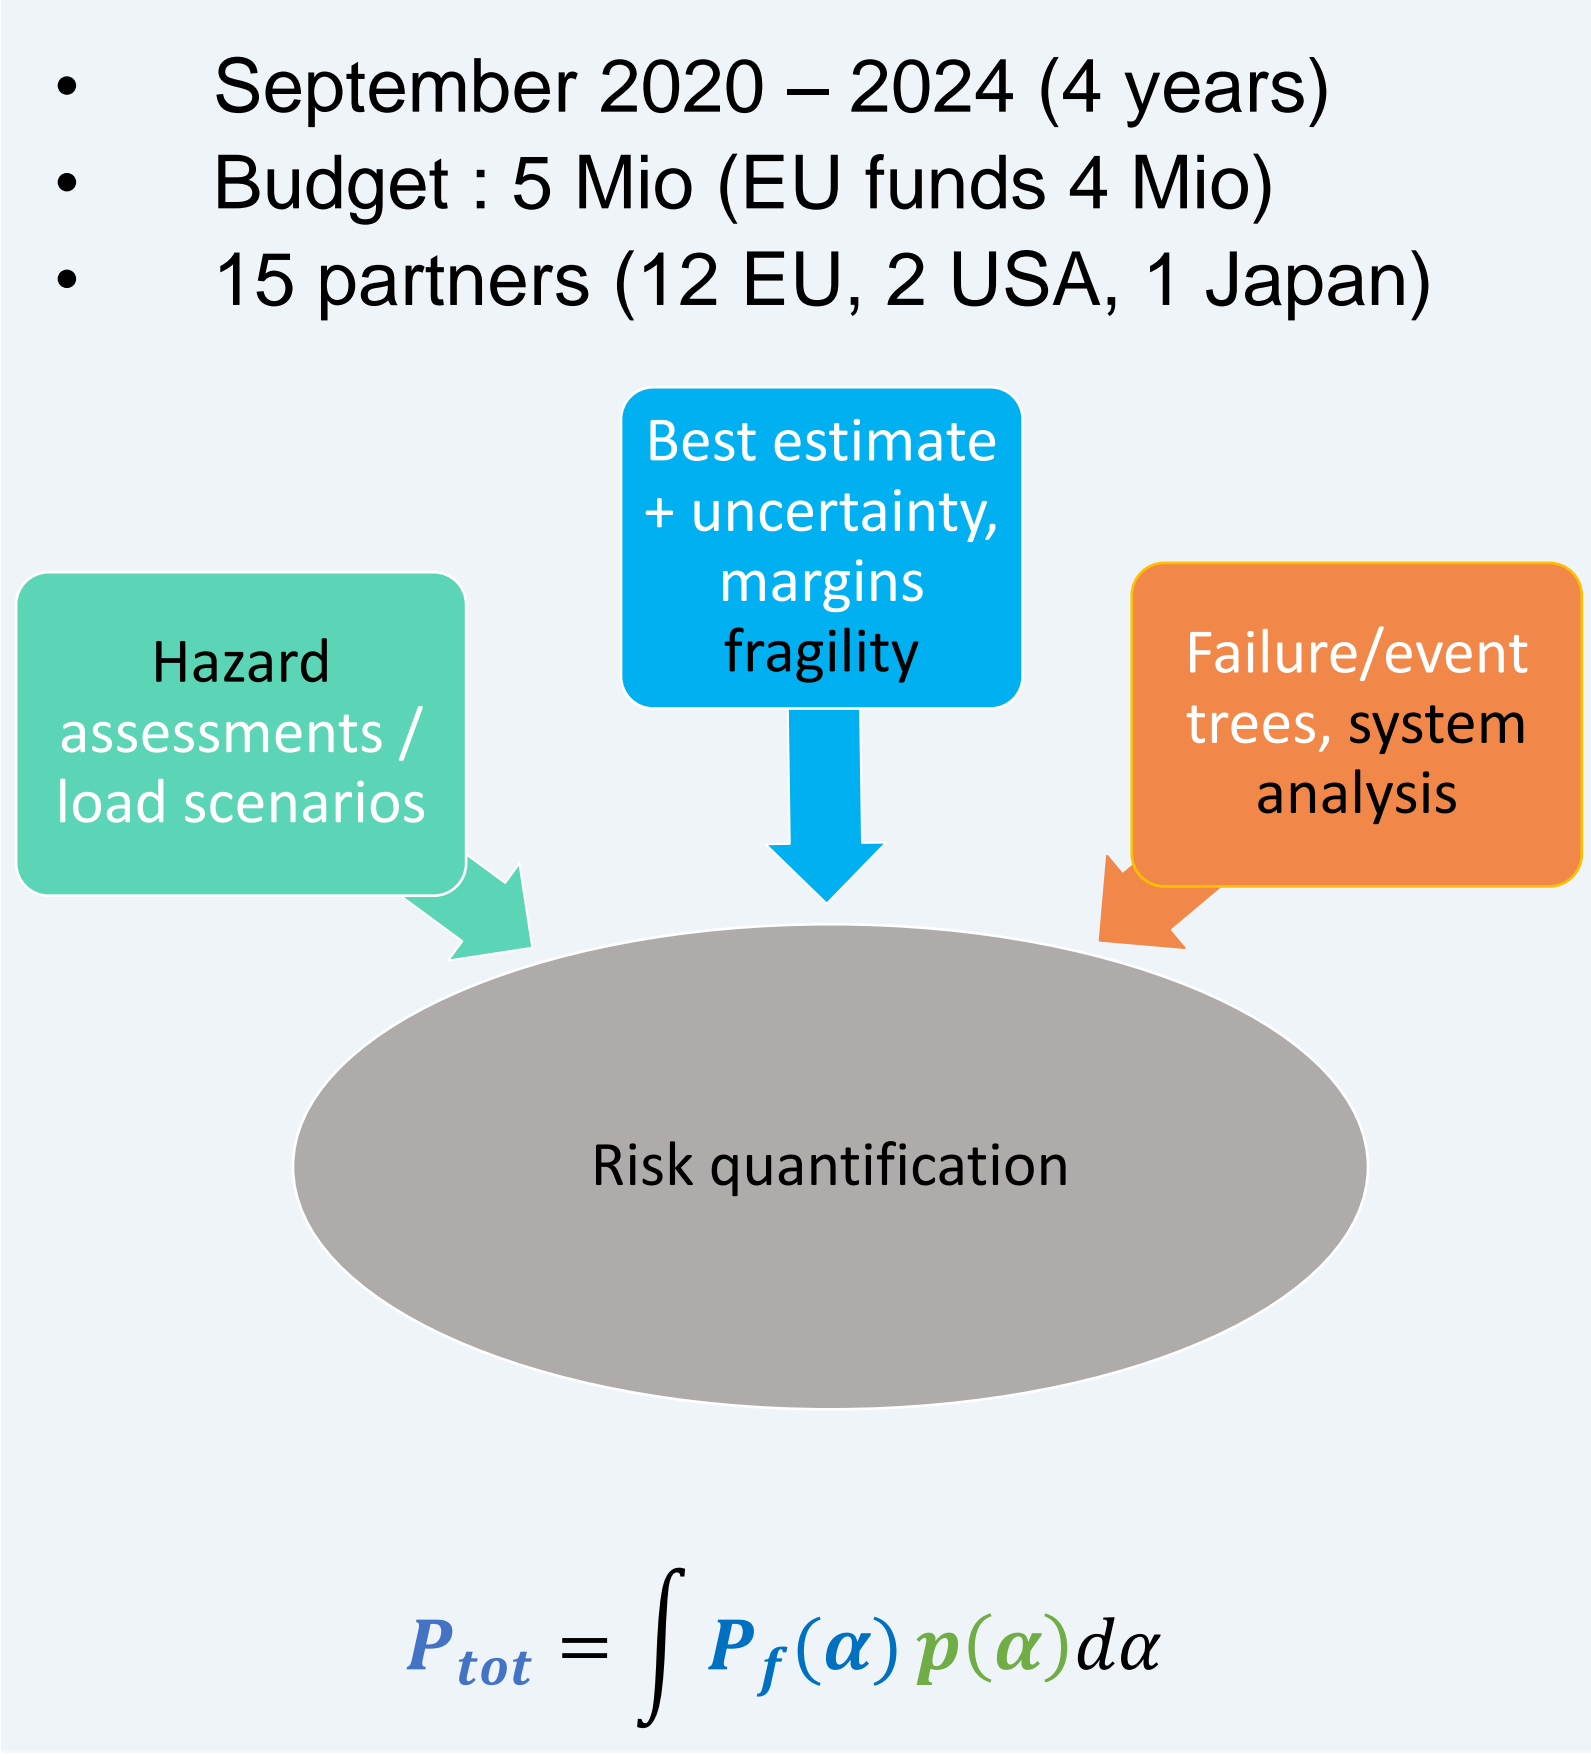 • September 2020 – 2024 (4 years)
• Budget : 5 Mio (EU funds 4 Mio)
• 15 partners (12 EU, 2 USA, 1 Japan)
Best estimate
+ uncertainty,
margins
fragility
Hazard
assessments /
load scenarios
Failure/event
trees, system
analysis
Risk quantification
P_tot = ∫ P_f(α) p(α)dα